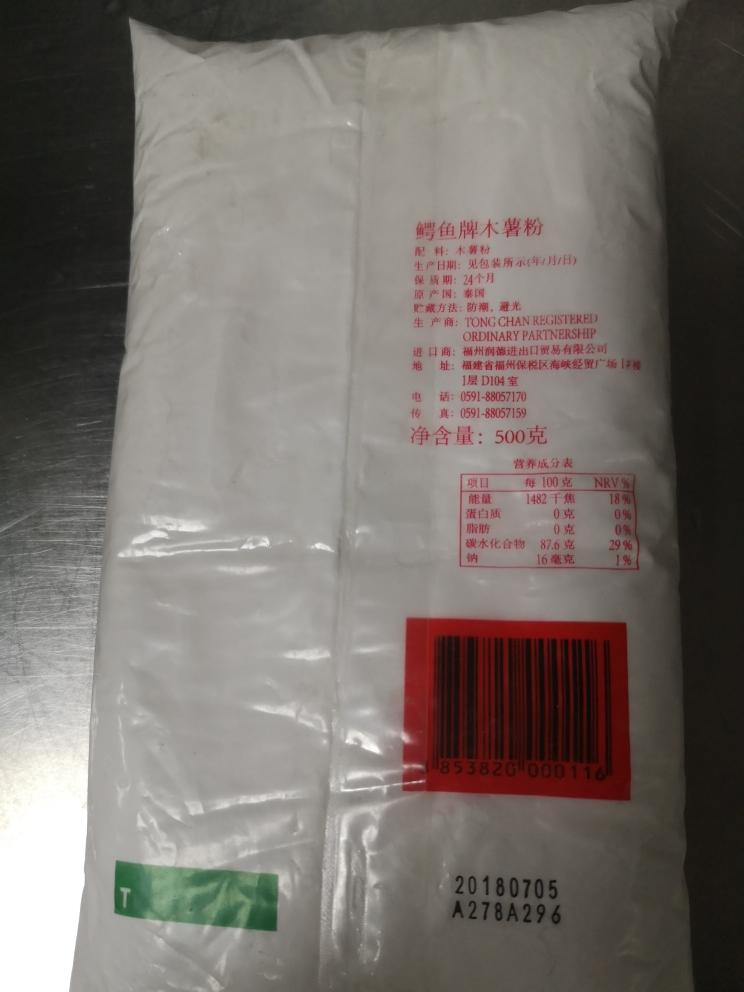 鳄鱼牌木薯粉
配 料: 木薯粉
生产日期: 见包装所示(年/月/日)
保 质 期: 24个月
原 产 国: 泰国
贮藏方法: 防潮, 避光
生 产 商: TONG CHAN REGISTERED
ORDINARY PARTNERSHIP
进 口 商: 福州润德进出口贸易有限公司
地 址: 福建省福州保税区海峡经贸广场 1#楼
1层 D104 室
电 话: 0591-88057170
传 真: 0591-88057159
净含量: 500克
营养成分表
项目 每 100 克 NRV%
能量 1482 千焦 18%
蛋白质 0 克 0%
脂肪 0 克 0%
碳水化合物 87.6 克 29%
钠 16 毫克 1%
853820 000116
T
20180705
A278A296